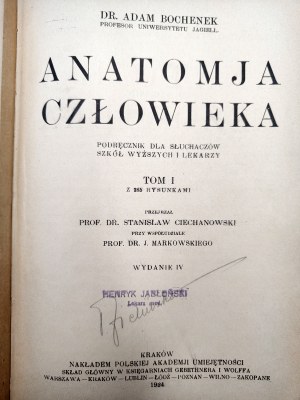 DR. ADAM BOCHENEK
PROFESOR UNIWERSYTETU JAGIELL.
ANATOMJA
CZŁOWIEKA
PODRĘCZNIK DLA SŁUCHACZÓW
SZKÓŁ WYŻSZYCH I LEKARZY
TOM I
Z 265 RYSUNKAMI
PRZEJRZAŁ
PROF. DR. STANISŁAW CIECHANOWSKI
PRZY WSPÓŁUDZIALE
PROF. DR. J. MARKOWSKIEGO
WYDANIE IV
HENRYK JABŁOŃSKI
KRAKÓW
NAKŁADEM POLSKIEJ AKADEMJI UMIEJĘTNOŚCI
SKŁAD GŁÓWNY W KSIĘGARNIACH GEBETHNERA I WOLFFA
WARSZAWA—KRAKÓW—LUBLIN—ŁÓDŹ—POZNAŃ—WILNO—ZAKOPANE
1924